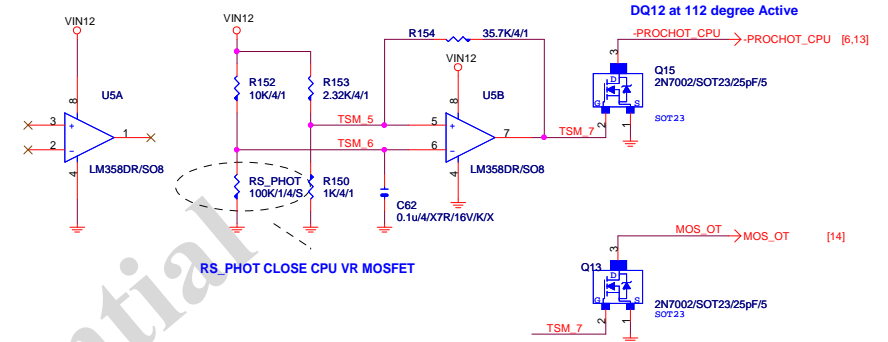 DQ12 at 112 degree Active
VIN12
VIN12
R154
35.7K/4/1
-PROCHOT_CPU
-PROCHOT_CPU [6,13]
VIN12
3
U5A
R152
10K/4/1
R153
2.32K/4/1
U5B
D
G
S
Q15
2N7002/SOT23/25pF/5
SOT23
8
8
3
+
1
TSM_5
5
+
7
TSM_7
2
1
2
-
TSM_6
6
-
4
LM358DR/SO8
4
LM358DR/SO8
RS_PHOT
100K/1/4/S
R150
1K/4/1
C62
0.1u/4/X7R/16V/K/X
MOS_OT
MOS_OT [14]
3
RS_PHOT CLOSE CPU VR MOSFET
Q13
D
G
S
2N7002/SOT23/25pF/5
SOT23
TSM_7
2
1
ential